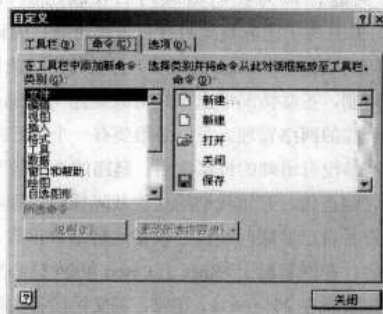 自定义
工具栏(B) 命令(C) 选项(O)
在工具栏中添加新命令: 选择类别并将命令从此对话框拖放至工具栏。
类别(G): 命令(D):
编辑
视图
插入
格式
工具
数据
窗口和帮助
绘图
自选图形
新建
新建
打开
关闭
保存
所选命令:
说明(P) 更改所选内容(M)
关闭